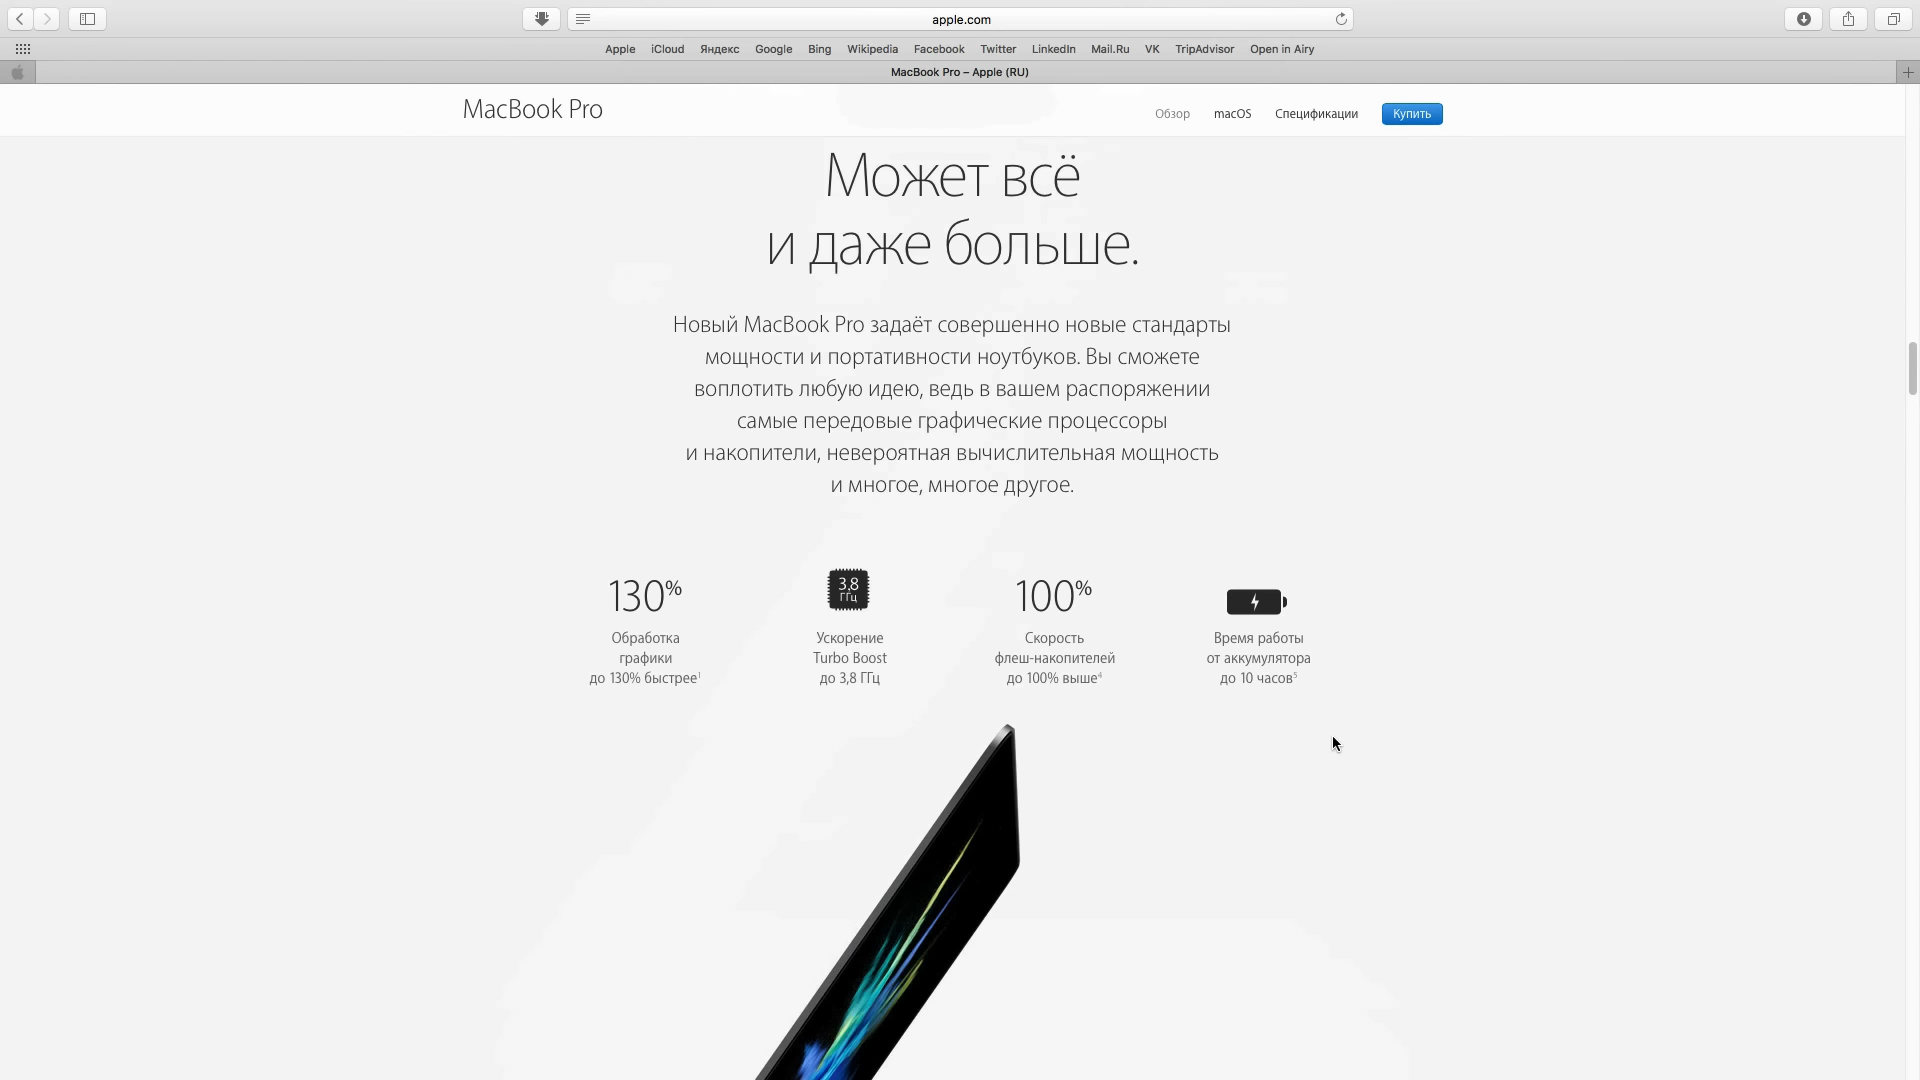 apple.com
Apple iCloud Яндекс Google Bing Wikipedia Facebook Twitter LinkedIn Mail.Ru VK TripAdvisor Open in Airy
MacBook Pro – Apple (RU)
MacBook Pro
Обзор macOS Спецификации Купить
Может всё
и даже больше.
Новый MacBook Pro задаёт совершенно новые стандарты
мощности и портативности ноутбуков. Вы сможете
воплотить любую идею, ведь в вашем распоряжении
самые передовые графические процессоры
и накопители, невероятная вычислительная мощность
и многое, многое другое.
130%
Обработка
графики
до 130% быстрее¹
3,8
ГГц
Ускорение
Turbo Boost
до 3,8 ГГц
100%
Скорость
флеш-накопителей
до 100% выше⁴
Время работы
от аккумулятора
до 10 часов⁵